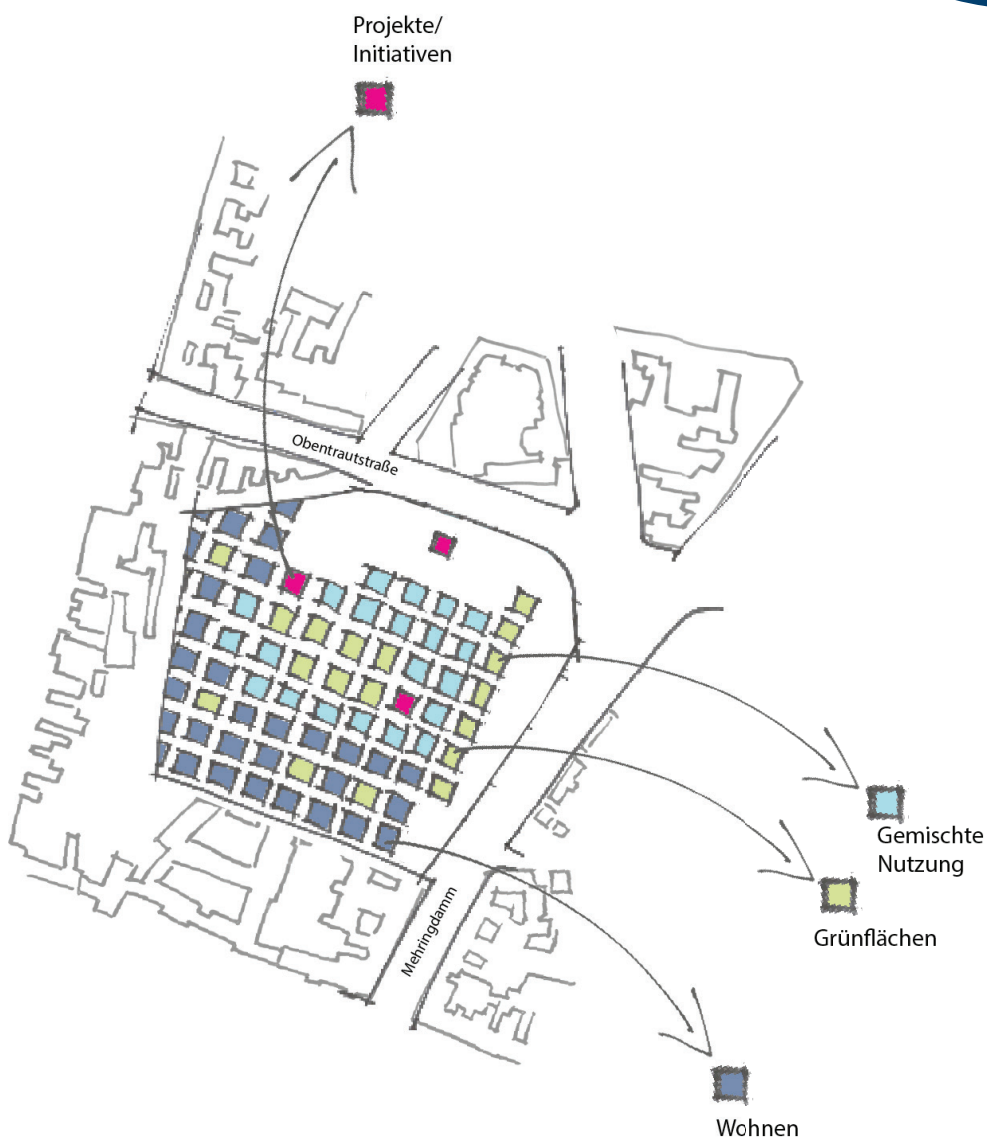 Projekte/
Initiativen
Obentrautstraße
Gemischte
Nutzung
Grünflächen
Mehringdamm
Wohnen